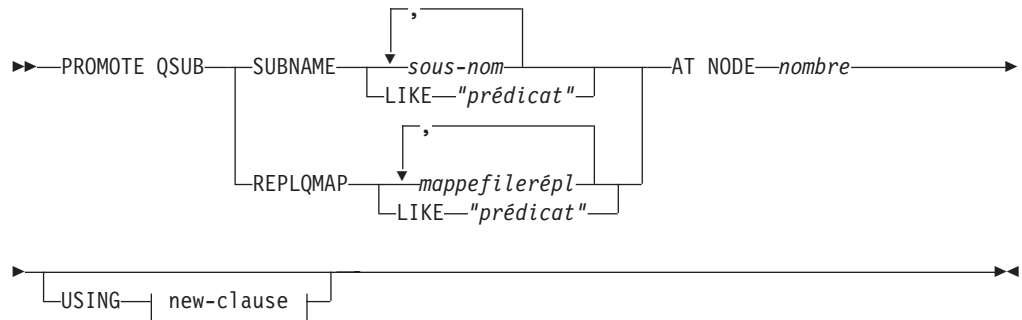 ,
PROMOTE QSUB SUBNAME sous-nom AT NODE nombre
LIKE "prédicat"
,
REPLQMAP mappefilerépl
LIKE "prédicat"
USING new-clause